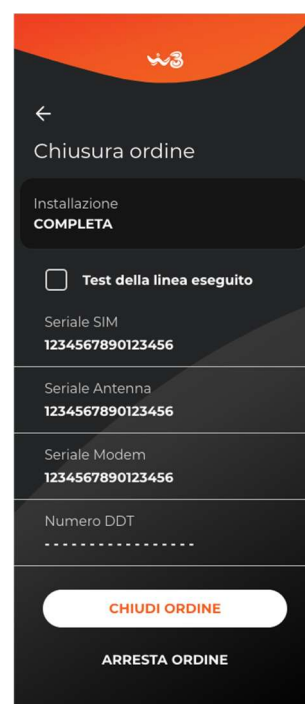 W3
Chiusura ordine
Installazione
COMPLETA
Test della linea eseguito
Seriale SIM
1234567890123456
Seriale Antenna
1234567890123456
Seriale Modem
1234567890123456
Numero DDT
- - - - - - - - - - - - - - - - -
CHIUDI ORDINE
ARRESTA ORDINE